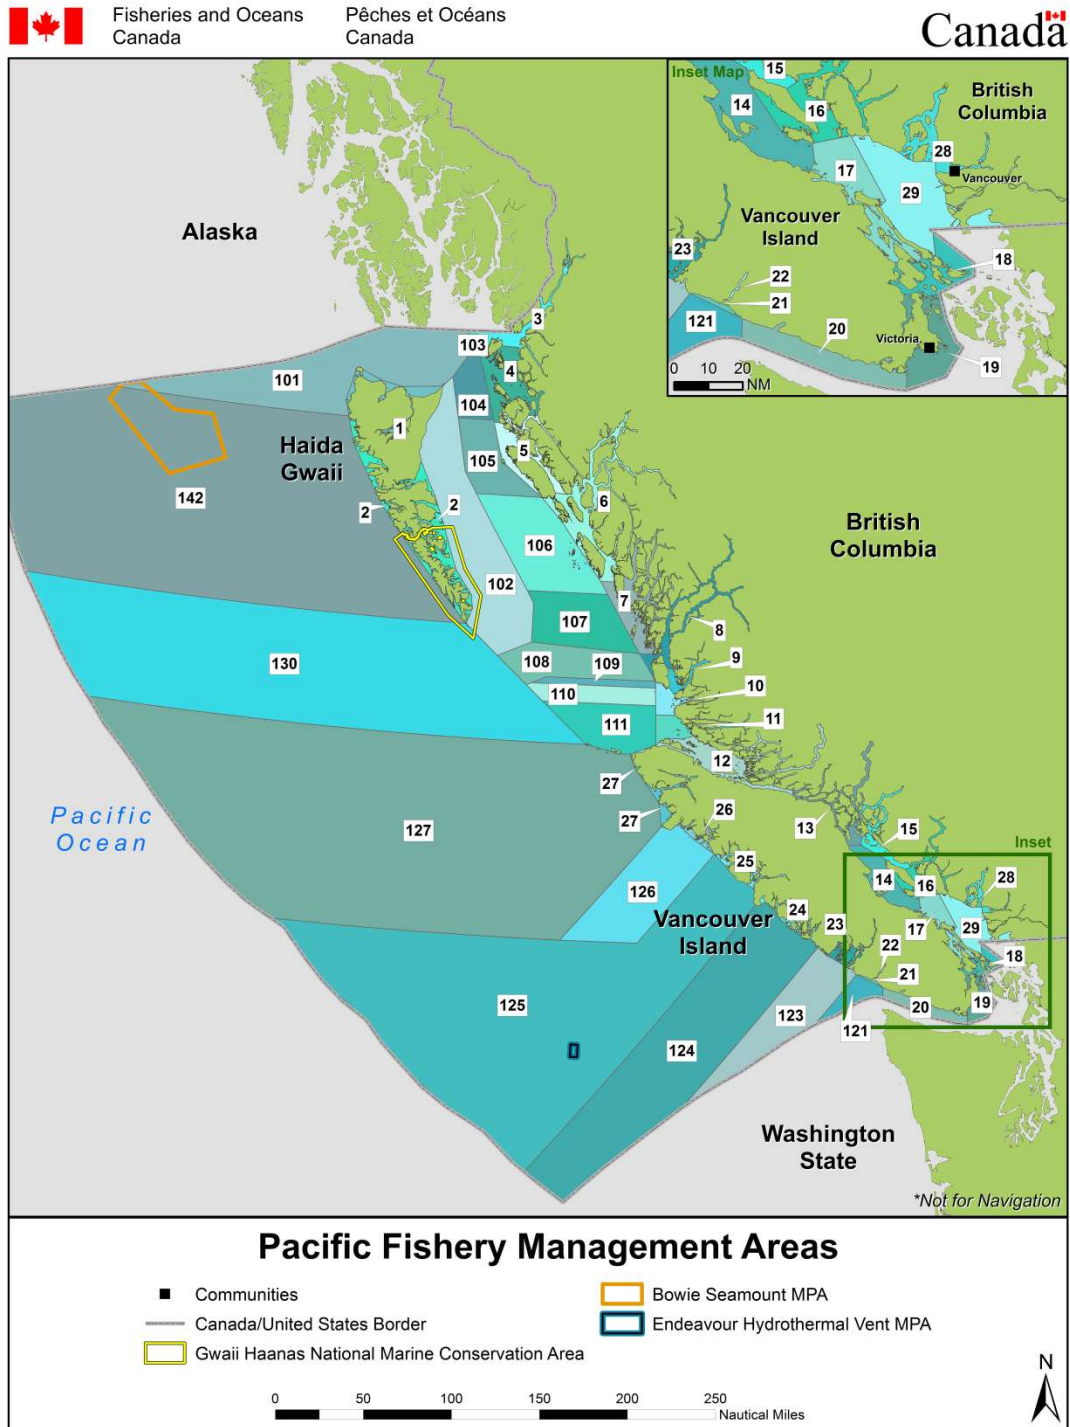 Fisheries and Oceans
Canada
Pêches et Océans
Canada
Canada
Inset Map
15
14
16
British
Columbia
28
Vancouver
17
29
Vancouver
Island
23
18
22
21
121
20
Victoria
19
0 10 20
NM
Alaska
3
103
4
101
104
1
Haida
Gwaii
5
105
142
2
2
6
106
British
Columbia
102
7
107
8
108
109
9
130
110
10
111
11
12
27
27
26
13
15
Pacific
Ocean
127
Inset
25
14
16
28
126
Vancouver
Island
24
23
17
29
22
18
21
125
123
20
19
121
124
Washington
State
*Not for Navigation
Pacific Fishery Management Areas
Communities
Canada/United States Border
Gwaii Haanas National Marine Conservation Area
Bowie Seamount MPA
Endeavour Hydrothermal Vent MPA
N
0 50 100 150 200 250
Nautical Miles